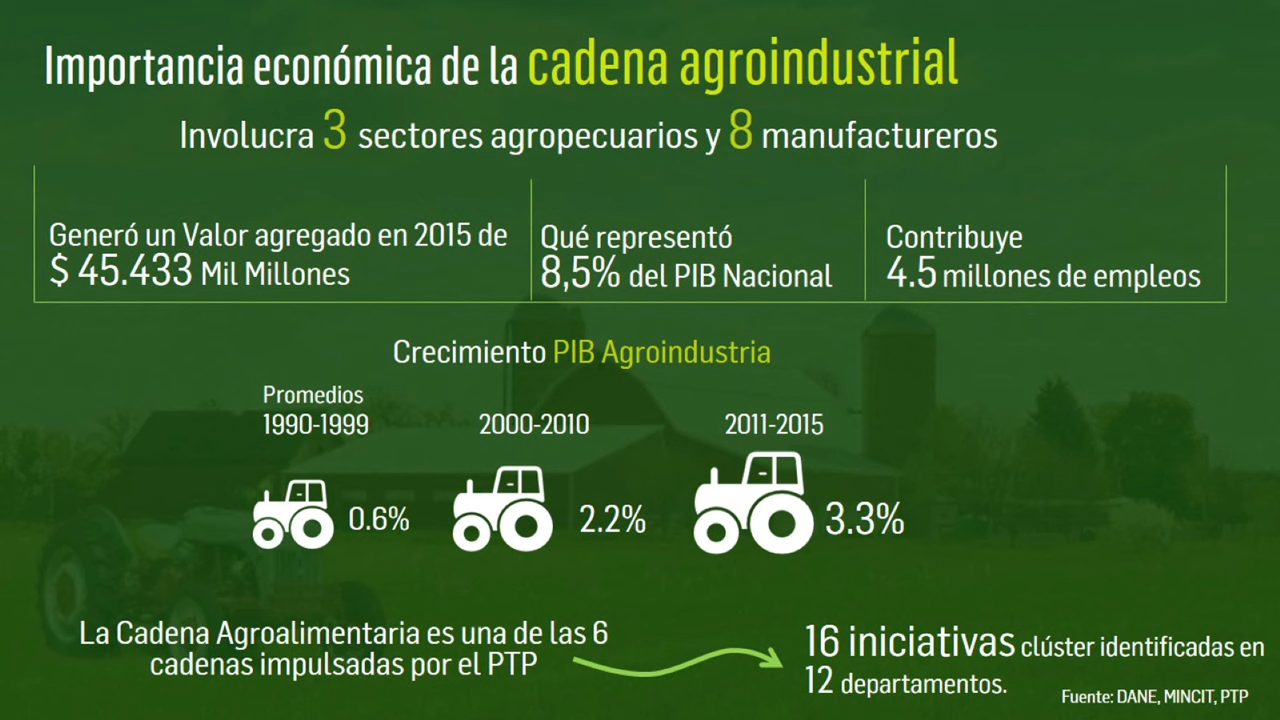 Importancia económica de la cadena agroindustrial
Involucra 3 sectores agropecuarios y 8 manufactureros
Generó un Valor agregado en 2015 de
$ 45.433 Mil Millones
Qué representó
8,5% del PIB Nacional
Contribuye
4.5 millones de empleos
Crecimiento PIB Agroindustria
Promedios
1990-1999
2000-2010
2011-2015
0.6%
2.2%
3.3%
La Cadena Agroalimentaria es una de las 6
cadenas impulsadas por el PTP
16 iniciativas clúster identificadas en
12 departamentos.
Fuente: DANE, MINCIT, PTP